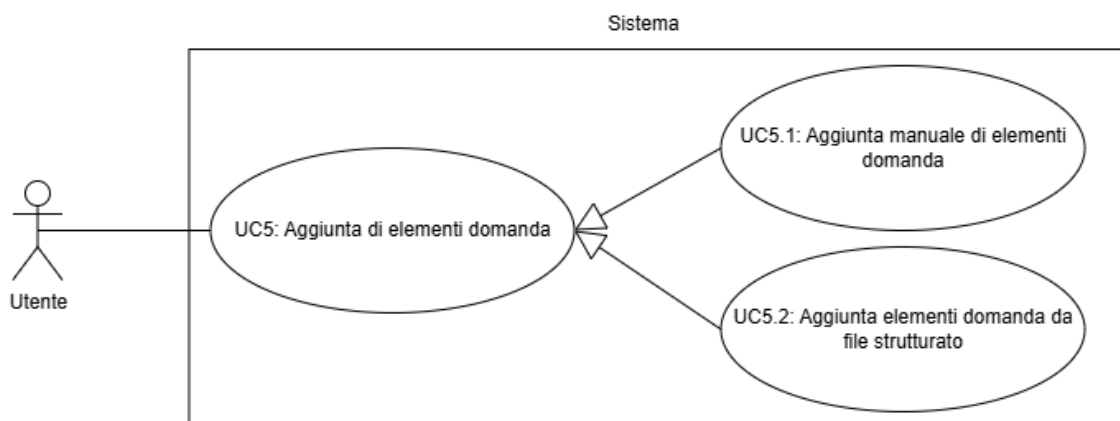 Sistema
UC5.1: Aggiunta manuale di elementi
domanda
UC5: Aggiunta di elementi domanda
Utente
UC5.2: Aggiunta elementi domanda da
file strutturato